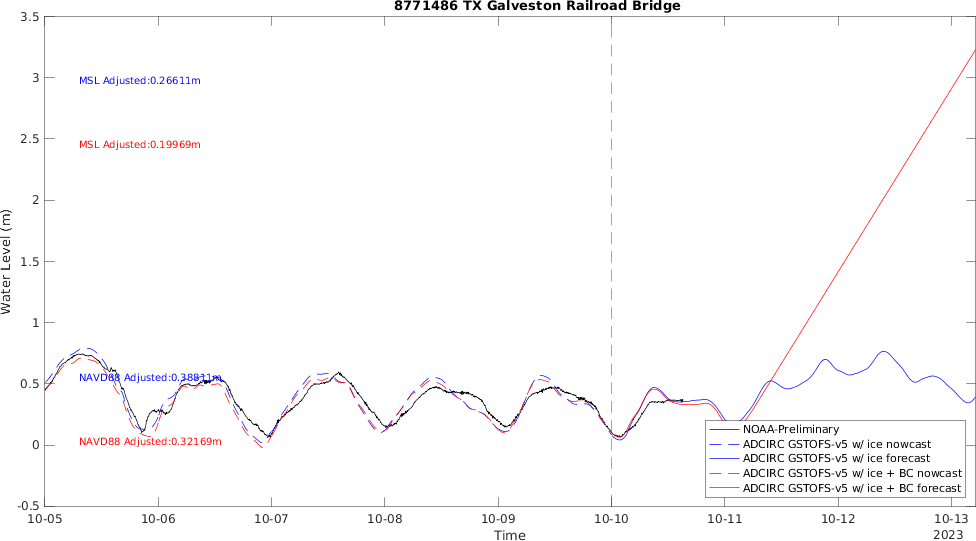 8771486 TX Galveston Railroad Bridge
3.5
3
2.5
2
1.5
1
0.5
0
-0.5
Water Level (m)
MSL Adjusted:0.26611m
MSL Adjusted:0.19969m
NAVD88 Adjusted:0.38811m
NAVD88 Adjusted:0.32169m
NOAA-Preliminary
ADCIRC GSTOFS-v5 w/ ice nowcast
ADCIRC GSTOFS-v5 w/ ice forecast
ADCIRC GSTOFS-v5 w/ ice + BC nowcast
ADCIRC GSTOFS-v5 w/ ice + BC forecast
10-05 10-06 10-07 10-08 10-09 10-10 10-11 10-12 10-13
Time 2023